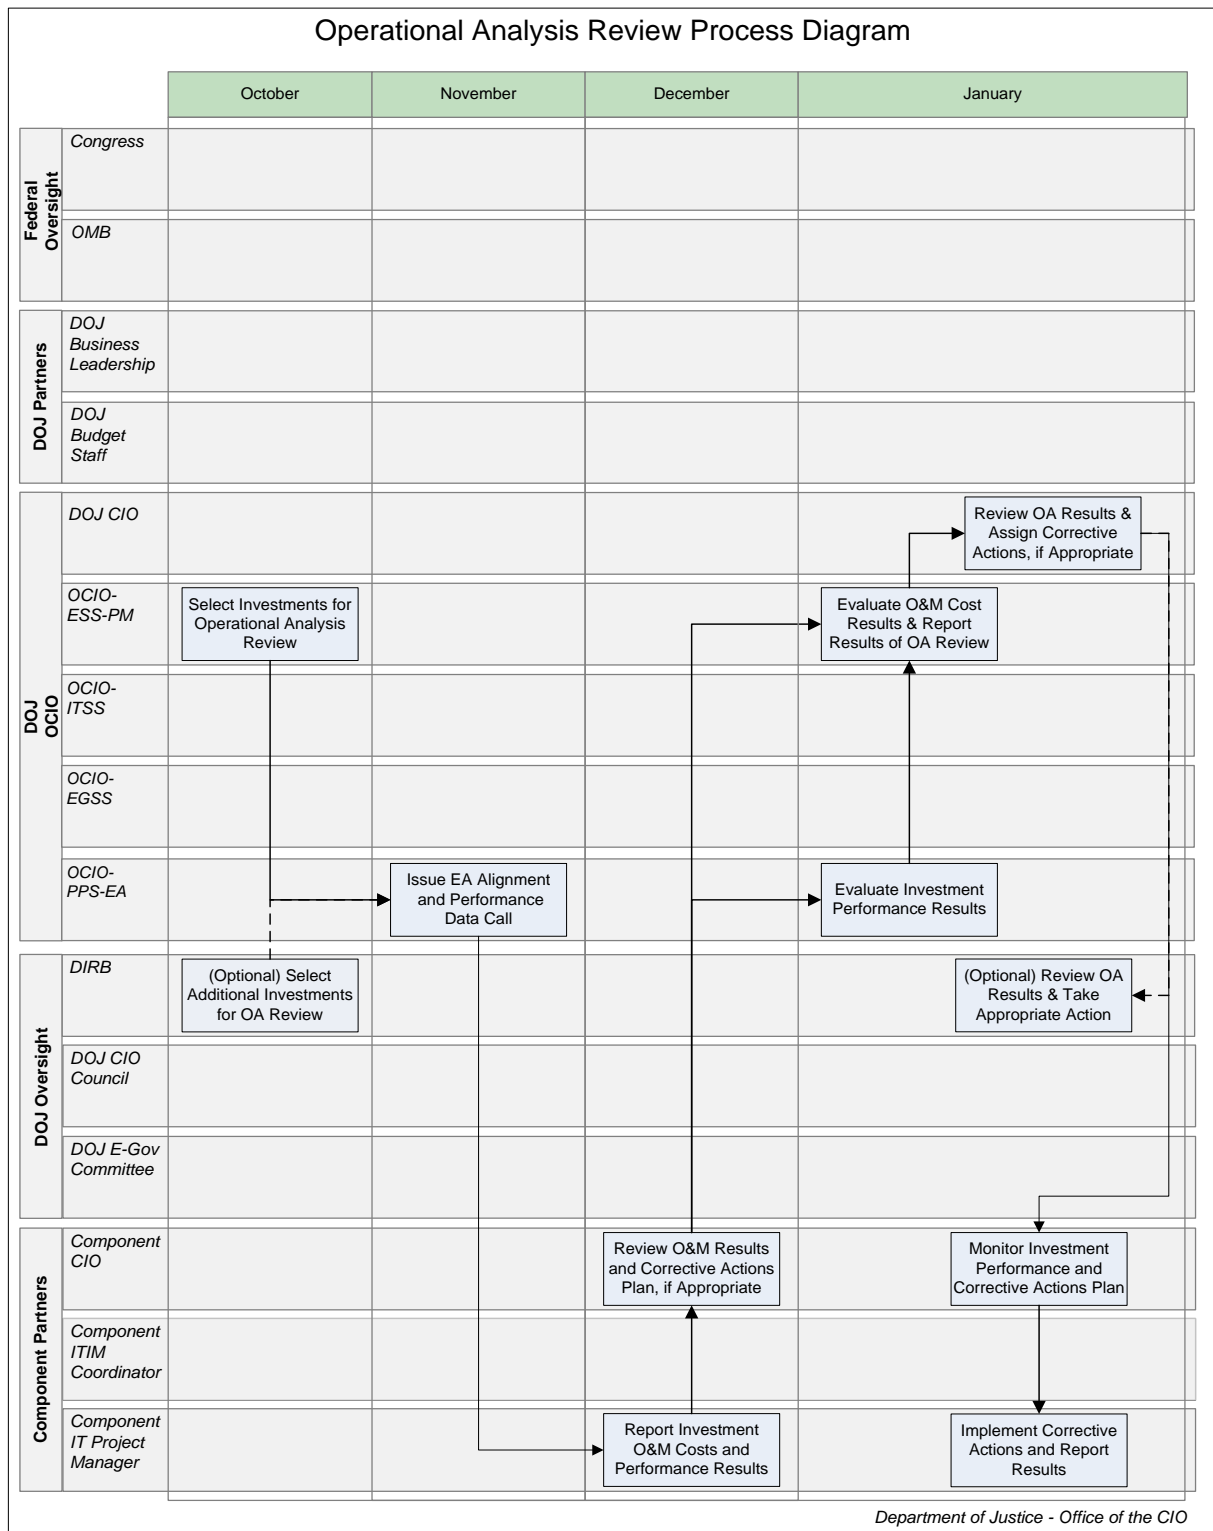 Operational Analysis Review Process Diagram
October
November
December
January
Federal
Oversight
Congress
OMB
DOJ Partners
DOJ
Business
Leadership
DOJ
Budget
Staff
DOJ
OCIO
DOJ CIO
Review OA Results &
Assign Corrective
Actions, if Appropriate
OCIO-
ESS-PM
Select Investments for
Operational Analysis
Review
Evaluate O&M Cost
Results & Report
Results of OA Review
OCIO-
ITSS
OCIO-
EGSS
OCIO-
PPS-EA
Issue EA Alignment
and Performance
Data Call
Evaluate Investment
Performance Results
DOJ Oversight
DIRB
(Optional) Select
Additional Investments
for OA Review
(Optional) Review OA
Results & Take
Appropriate Action
DOJ CIO
Council
DOJ E-Gov
Committee
Component Partners
Component
CIO
Review O&M Results
and Corrective Actions
Plan, if Appropriate
Monitor Investment
Performance and
Corrective Actions Plan
Component
ITIM
Coordinator
Component
IT Project
Manager
Report Investment
O&M Costs and
Performance Results
Implement Corrective
Actions and Report
Results
Department of Justice - Office of the CIO